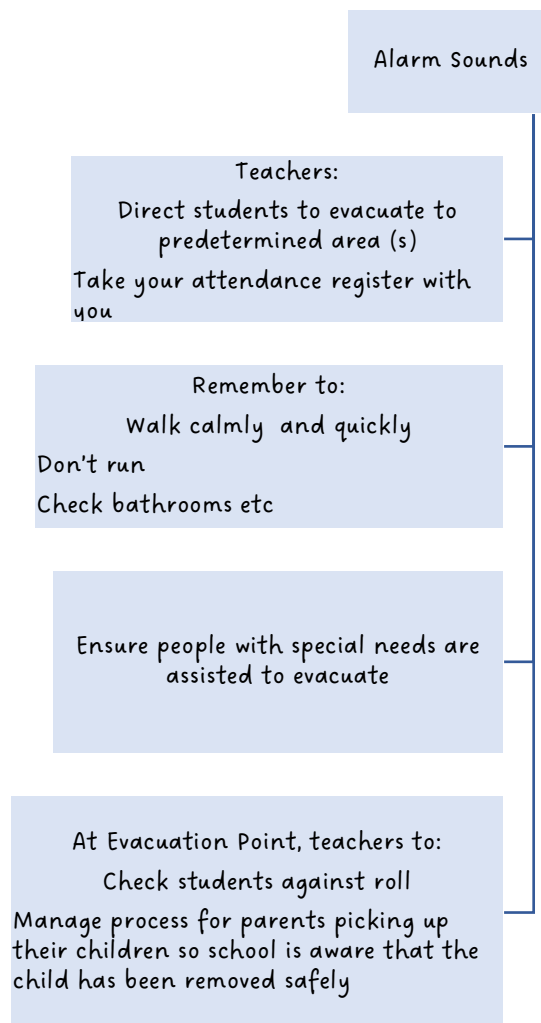 Alarm Sounds
Teachers:
Direct students to evacuate to
predetermined area (s)
Take your attendance register with
you
Remember to:
Walk calmly  and quickly
Don't run
Check bathrooms etc
Ensure people with special needs are
assisted to evacuate
At Evacuation Point, teachers to:
Check students against roll
Manage process for parents picking up
their children so school is aware that the
child has been removed safely